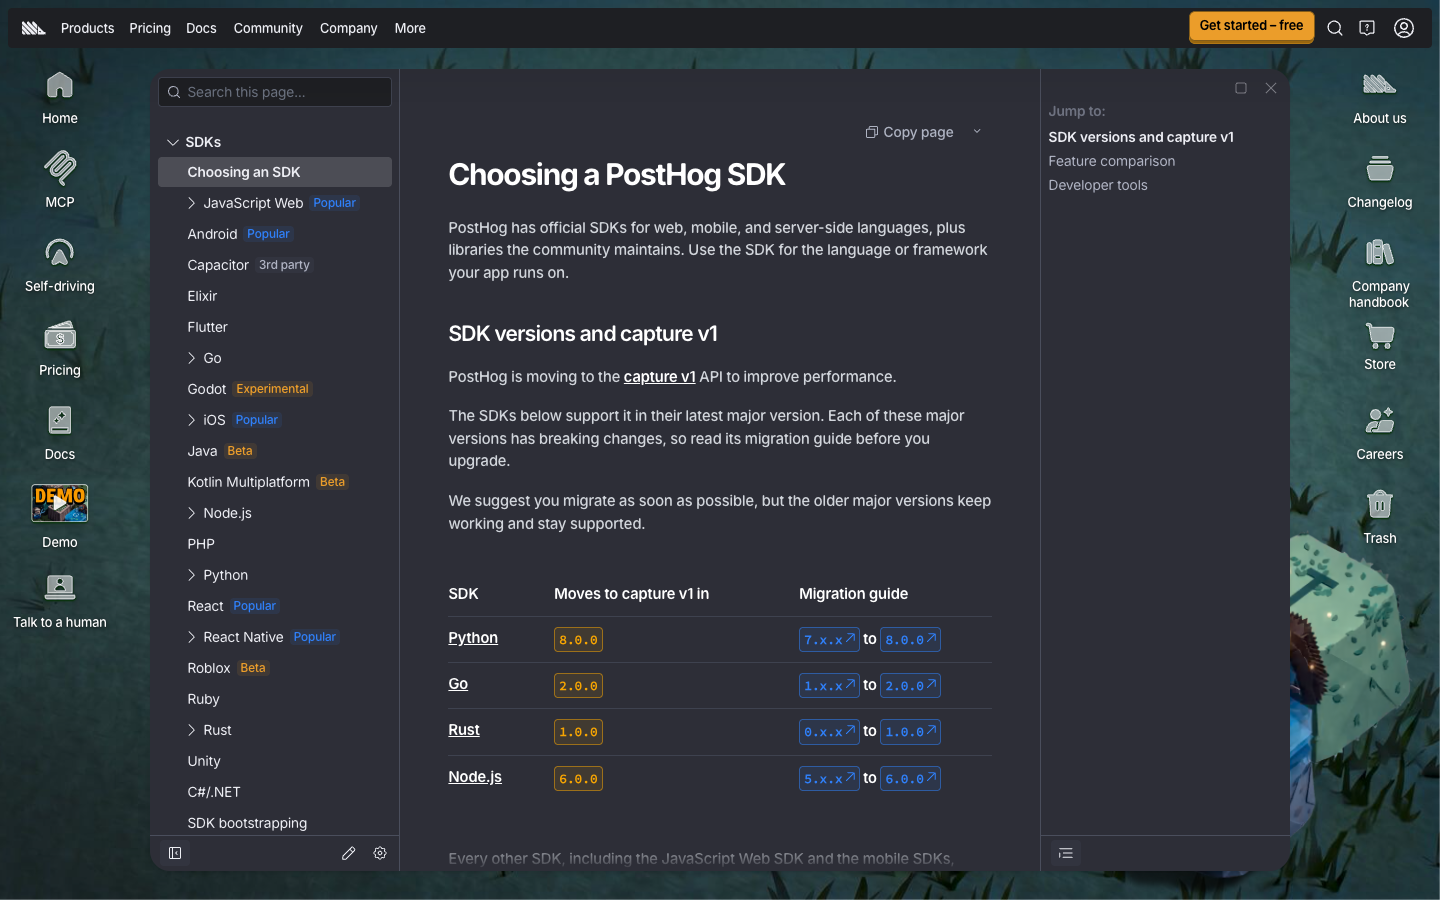 Products Pricing Docs Community Company More
Get started – free
Home
MCP
Self-driving
Pricing
Docs
DEMO
Demo
Talk to a human
Search this page...
SDKs
Choosing an SDK
JavaScript Web Popular
Android Popular
Capacitor 3rd party
Elixir
Flutter
Go
Godot Experimental
iOS Popular
Java Beta
Kotlin Multiplatform Beta
Node.js
PHP
Python
React Popular
React Native Popular
Roblox Beta
Ruby
Rust
Unity
C#/.NET
SDK bootstrapping
Copy page
Choosing a PostHog SDK
PostHog has official SDKs for web, mobile, and server-side languages, plus
libraries the community maintains. Use the SDK for the language or framework
your app runs on.
SDK versions and capture v1
PostHog is moving to the capture v1 API to improve performance.
The SDKs below support it in their latest major version. Each of these major
versions has breaking changes, so read its migration guide before you
upgrade.
We suggest you migrate as soon as possible, but the older major versions keep
working and stay supported.
SDK Moves to capture v1 in Migration guide
Python 8.0.0 7.x.x to 8.0.0
Go 2.0.0 1.x.x to 2.0.0
Rust 1.0.0 0.x.x to 1.0.0
Node.js 6.0.0 5.x.x to 6.0.0
Every other SDK, including the JavaScript Web SDK and the mobile SDKs,
Jump to:
SDK versions and capture v1
Feature comparison
Developer tools
About us
Changelog
Company
handbook
Store
Careers
Trash